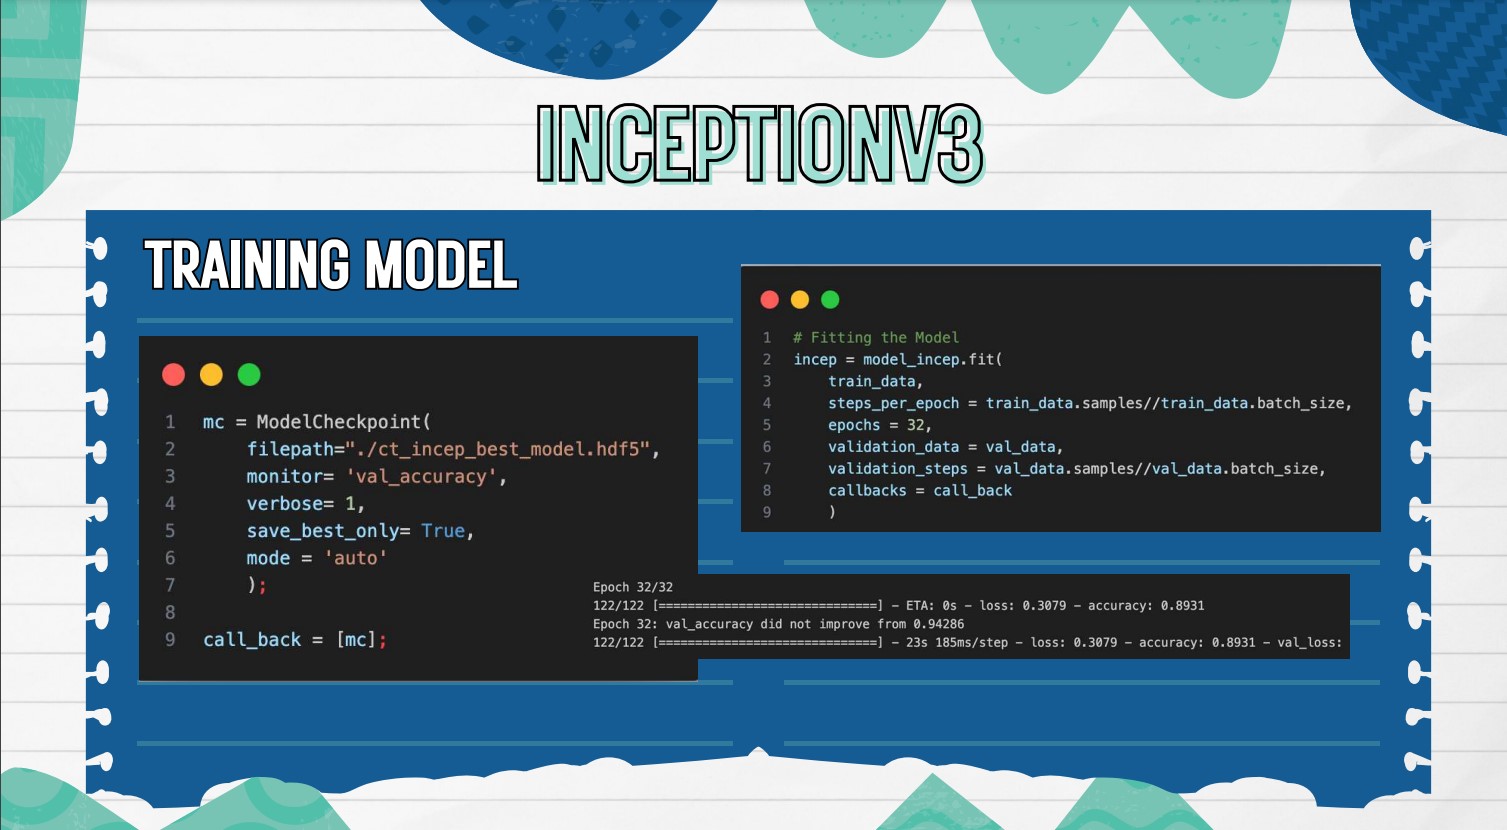 INCEPTIONV3
TRAINING MODEL
1 mc = ModelCheckpoint(
2     filepath="./ct_incep_best_model.hdf5",
3     monitor= 'val_accuracy',
4     verbose= 1,
5     save_best_only= True,
6     mode = 'auto'
7     );
8
9 call_back = [mc];
1 # Fitting the Model
2 incep = model_incep.fit(
3     train_data,
4     steps_per_epoch = train_data.samples//train_data.batch_size,
5     epochs = 32,
6     validation_data = val_data,
7     validation_steps = val_data.samples//val_data.batch_size,
8     callbacks = call_back
9     )
Epoch 32/32
122/122 [==============================] - ETA: 0s - loss: 0.3079 - accuracy: 0.8931
Epoch 32: val_accuracy did not improve from 0.94286
122/122 [==============================] - 23s 185ms/step - loss: 0.3079 - accuracy: 0.8931 - val_loss: